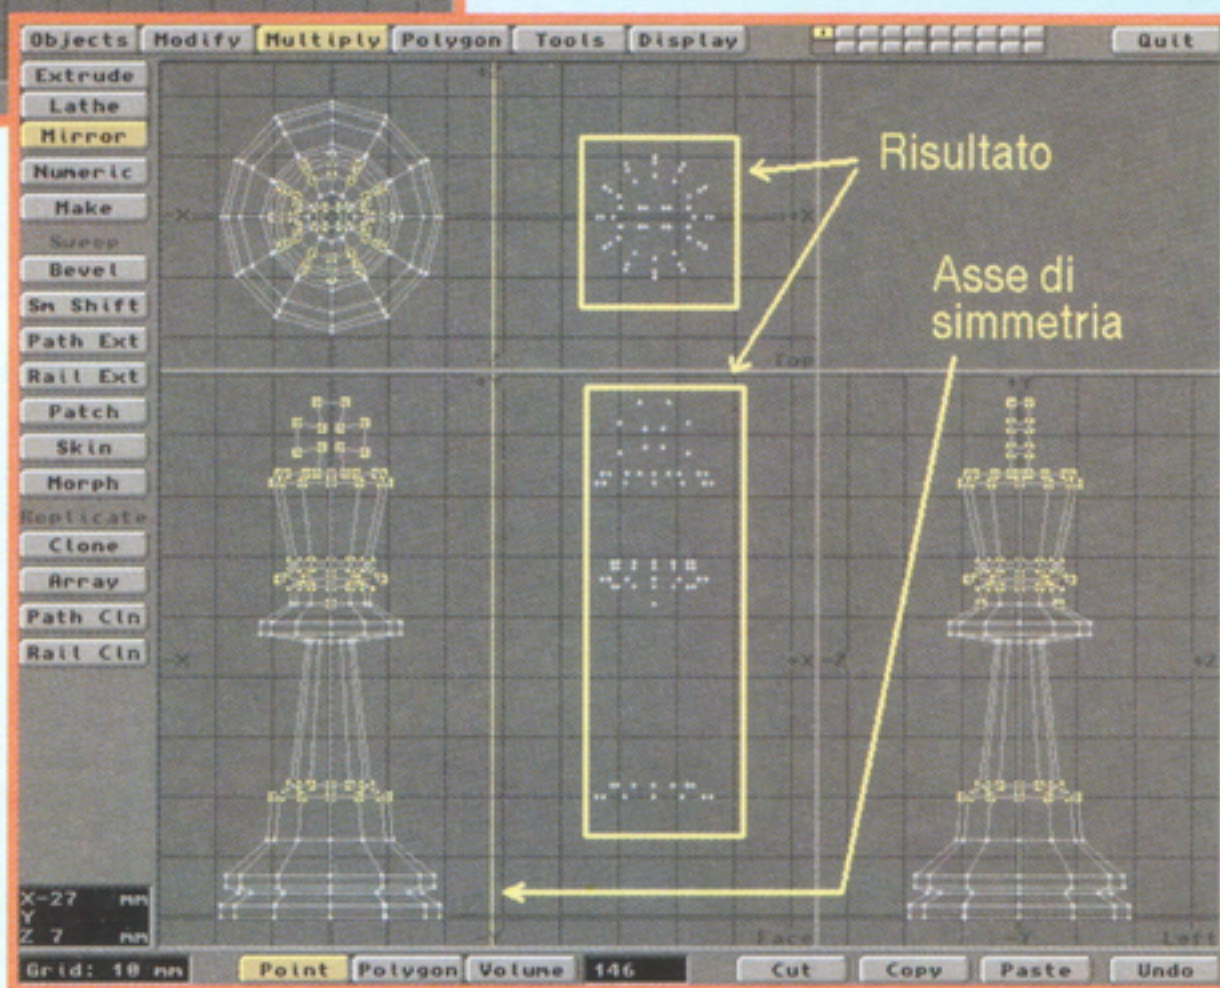 Objects Modify Multiply Polygon Tools Display 1 Quit
Extrude
Lathe
Mirror
Numeric
Make
Sweep
Bevel
Sm Shift
Path Ext
Rail Ext
Patch
Skin
Morph
Replicate
Clone
Array
Path Cln
Rail Cln
Risultato
Asse di
simmetria
-X
+X
Top
+Y
-X
+X -Z
+Z
-Y
Face
-Y
Left
X-27 mm
Y
Z 7 mm
Grid: 10 mm Point Polygon Volume 146 Cut Copy Paste Undo